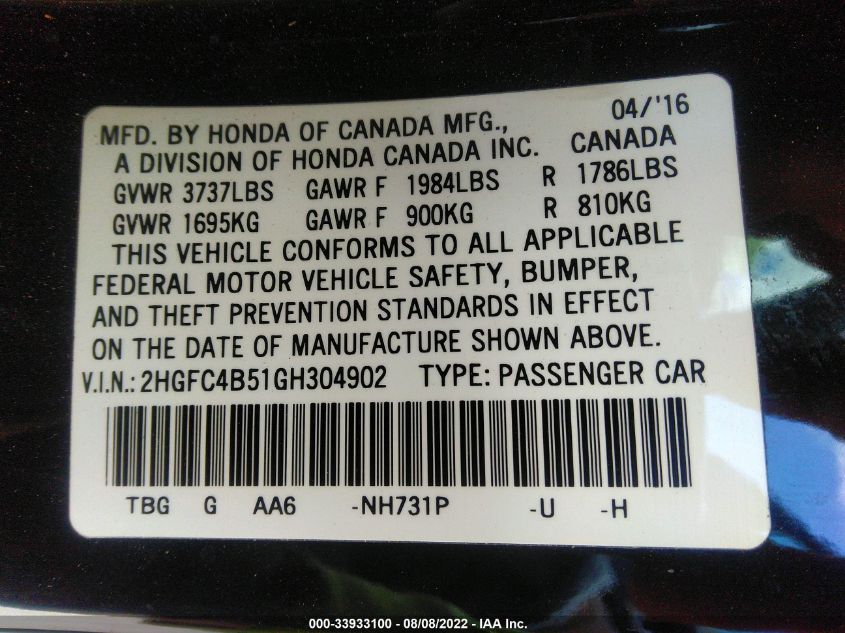 04/'16
MFD. BY HONDA OF CANADA MFG.,
A DIVISION OF HONDA CANADA INC. CANADA
GVWR 3737LBS GAWR F 1984LBS R 1786LBS
GVWR 1695KG GAWR F 900KG R 810KG
THIS VEHICLE CONFORMS TO ALL APPLICABLE
FEDERAL MOTOR VEHICLE SAFETY, BUMPER,
AND THEFT PREVENTION STANDARDS IN EFFECT
ON THE DATE OF MANUFACTURE SHOWN ABOVE.
V.I.N.: 2HGFC4B51GH304902 TYPE: PASSENGER CAR
TBG G AA6 -NH731P -U -H
000-33933100 - 08/08/2022 - IAA Inc.